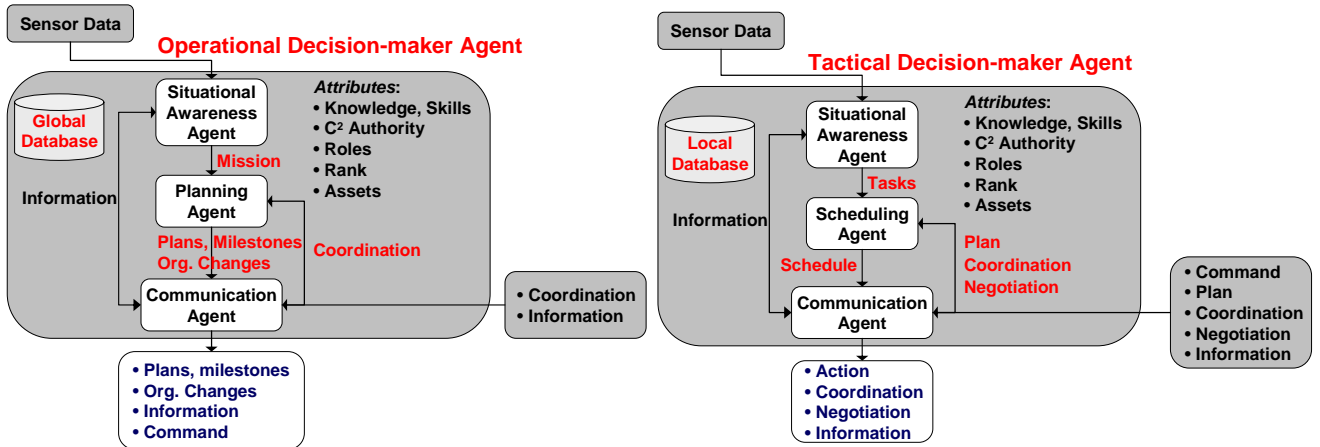 Sensor Data
Operational Decision-maker Agent
Situational
Awareness
Agent
Global
Database
Attributes:
• Knowledge, Skills
• C² Authority
• Roles
• Rank
• Assets
Mission
Information
Planning
Agent
Plans, Milestones
Org. Changes
Coordination
Communication
Agent
• Coordination
• Information
• Plans, milestones
• Org. Changes
• Information
• Command
Sensor Data
Tactical Decision-maker Agent
Situational
Awareness
Agent
Local
Database
Attributes:
• Knowledge, Skills
• C² Authority
• Roles
• Rank
• Assets
Tasks
Information
Scheduling
Agent
Schedule
Plan
Coordination
Negotiation
Communication
Agent
• Command
• Plan
• Coordination
• Negotiation
• Information
• Action
• Coordination
• Negotiation
• Information